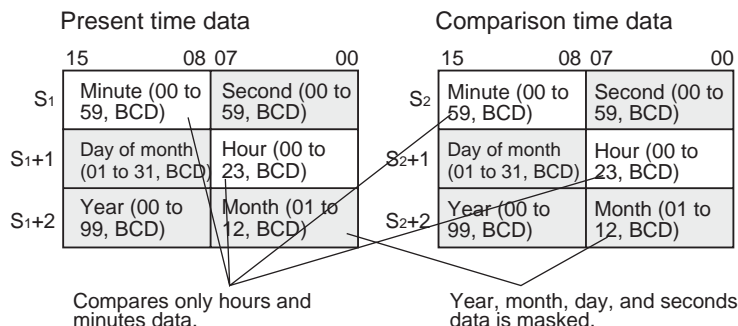 Present time data
Comparison time data
15 08 07 00
15 08 07 00
S1
Minute (00 to
59, BCD)
Second (00 to
59, BCD)
S1+1
Day of month
(01 to 31, BCD)
Hour (00 to
23, BCD)
S1+2
Year (00 to
99, BCD)
Month (01 to
12, BCD)
S2
Minute (00 to
59, BCD)
Second (00 to
59, BCD)
S2+1
Day of month
(01 to 31, BCD)
Hour (00 to
23, BCD)
S2+2
Year (00 to
99, BCD)
Month (01 to
12, BCD)
Compares only hours and
minutes data.
Year, month, day, and seconds
data is masked.